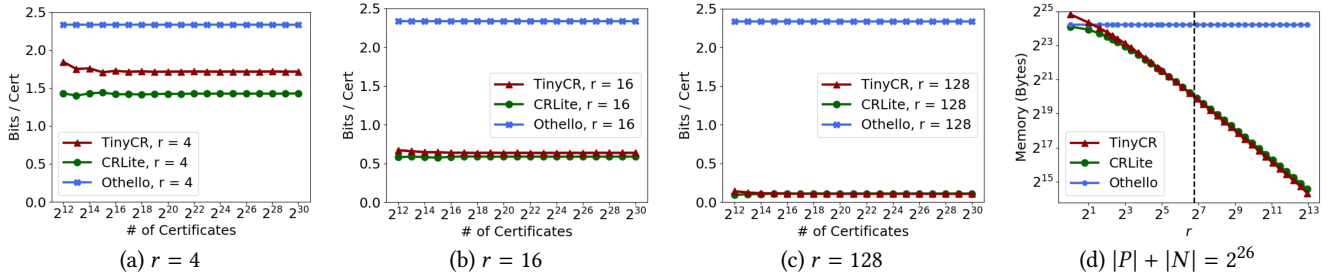 2.5
2.0
1.5
1.0
0.5
0.0
Bits / Cert
TinyCR, r = 4
CRLite, r = 4
Othello, r = 4
2^12 2^14 2^16 2^18 2^20 2^22 2^24 2^26 2^28 2^30
# of Certificates
(a) r = 4
2.5
2.0
1.5
1.0
0.5
0.0
Bits / Cert
TinyCR, r = 16
CRLite, r = 16
Othello, r = 16
2^12 2^14 2^16 2^18 2^20 2^22 2^24 2^26 2^28 2^30
# of Certificates
(b) r = 16
2.5
2.0
1.5
1.0
0.5
0.0
Bits / Cert
TinyCR, r = 128
CRLite, r = 128
Othello, r = 128
2^12 2^14 2^16 2^18 2^20 2^22 2^24 2^26 2^28 2^30
# of Certificates
(c) r = 128
2^25
2^23
2^21
2^19
2^17
2^15
Memory (Bytes)
TinyCR
CRLite
Othello
2^1 2^3 2^5 2^7 2^9 2^11 2^13
r
(d) |P| + |N| = 2^26